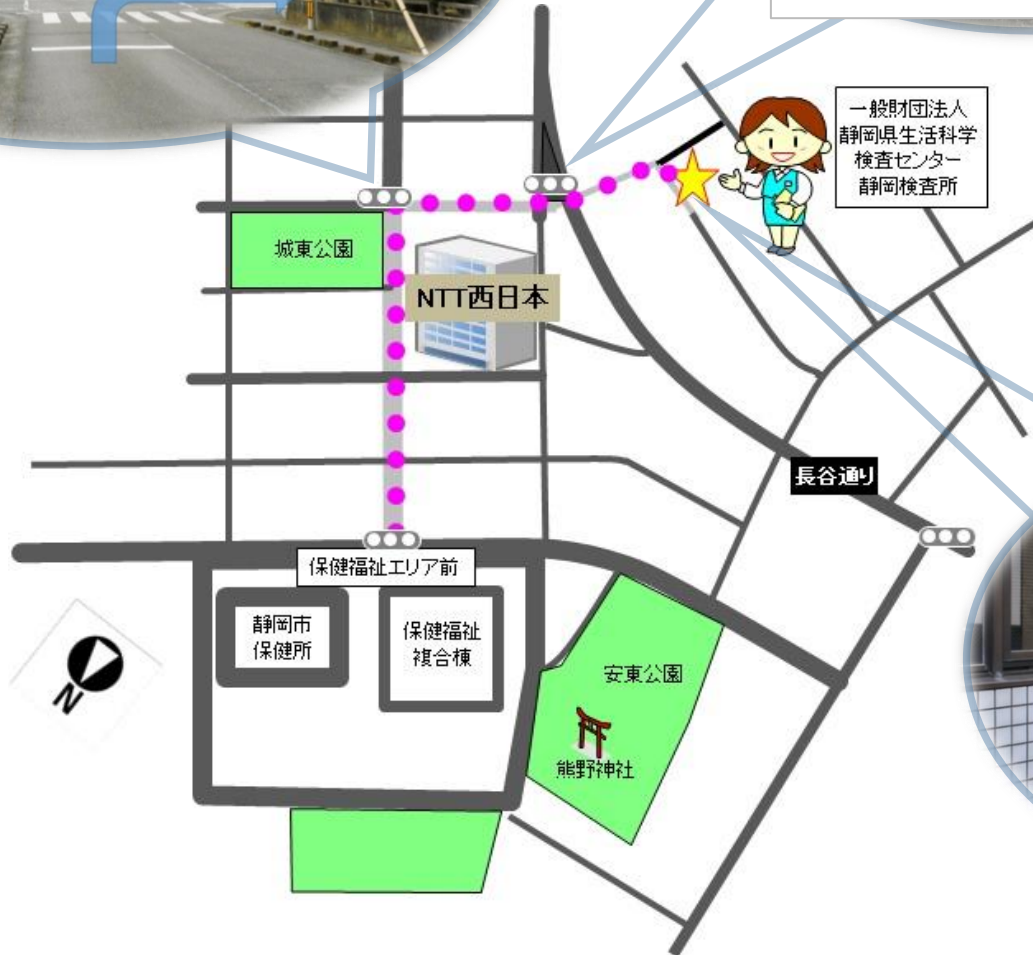 一般財団法人
静岡県生活科学
検査センター
静岡検査所
城東公園
NTT西日本
長谷通り
保健福祉エリア前
静岡市
保健所
保健福祉
複合棟
安東公園
熊野神社
N